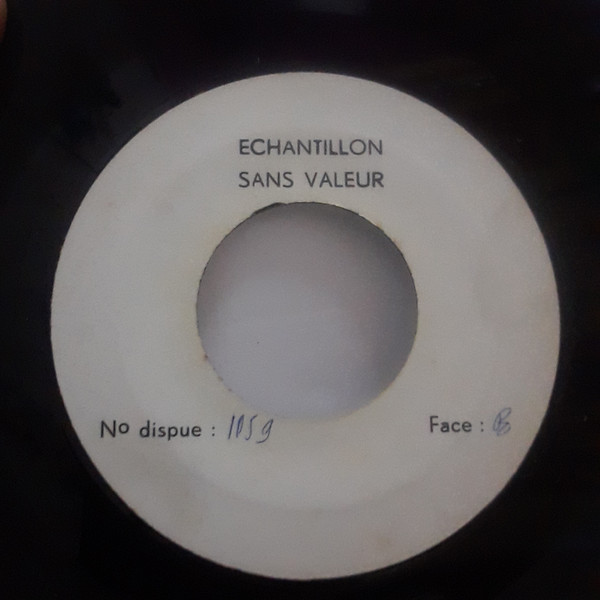 ECHANTILLON
SANS VALEUR
No dispue : 1059
Face : B